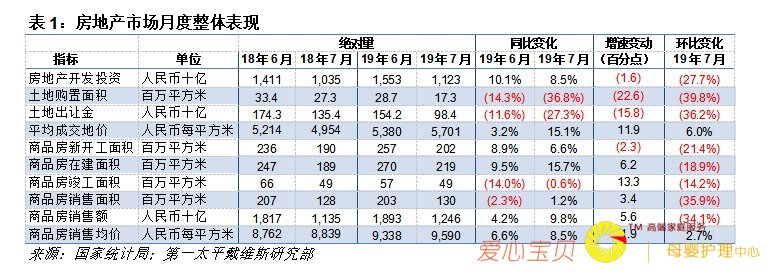 表1：房地产市场月度整体表现
绝对量 同比变化 增速变动 环比变化
指标 单位 18年6月 18年7月 19年6月 19年7月 19年6月 19年7月 (百分点) 19年7月
房地产开发投资 人民币十亿 1,411 1,035 1,553 1,123 10.1% 8.5% (1.6) (27.7%)
土地购置面积 百万平方米 33.4 27.3 28.7 17.3 (14.3%) (36.8%) (22.6) (39.8%)
土地出让金 人民币十亿 174.3 135.4 154.2 98.4 (11.6%) (27.3%) (15.8) (36.2%)
平均成交地价 人民币每平方米 5,214 4,954 5,380 5,701 3.2% 15.1% 11.9 6.0%
商品房新开工面积 百万平方米 236 190 257 202 8.9% 6.6% (2.3) (21.4%)
商品房在建面积 百万平方米 247 189 270 219 9.5% 15.7% 6.2 (18.9%)
商品房竣工面积 百万平方米 66 49 57 49 (14.0%) (0.6%) 13.3 (14.2%)
商品房销售面积 百万平方米 207 128 203 130 (2.3%) 1.2% 3.4 (35.9%)
商品房销售额 人民币十亿 1,817 1,135 1,893 1,246 4.2% 9.8% 5.6 (34.1%)
商品房销售均价 人民币每平方米 8,762 8,839 9,338 9,590 6.6% 8.5% 1.9 2.7%
来源：国家统计局；第一太平戴维斯研究部
爱心宝贝 TM 高端家庭服务
母婴护理中心